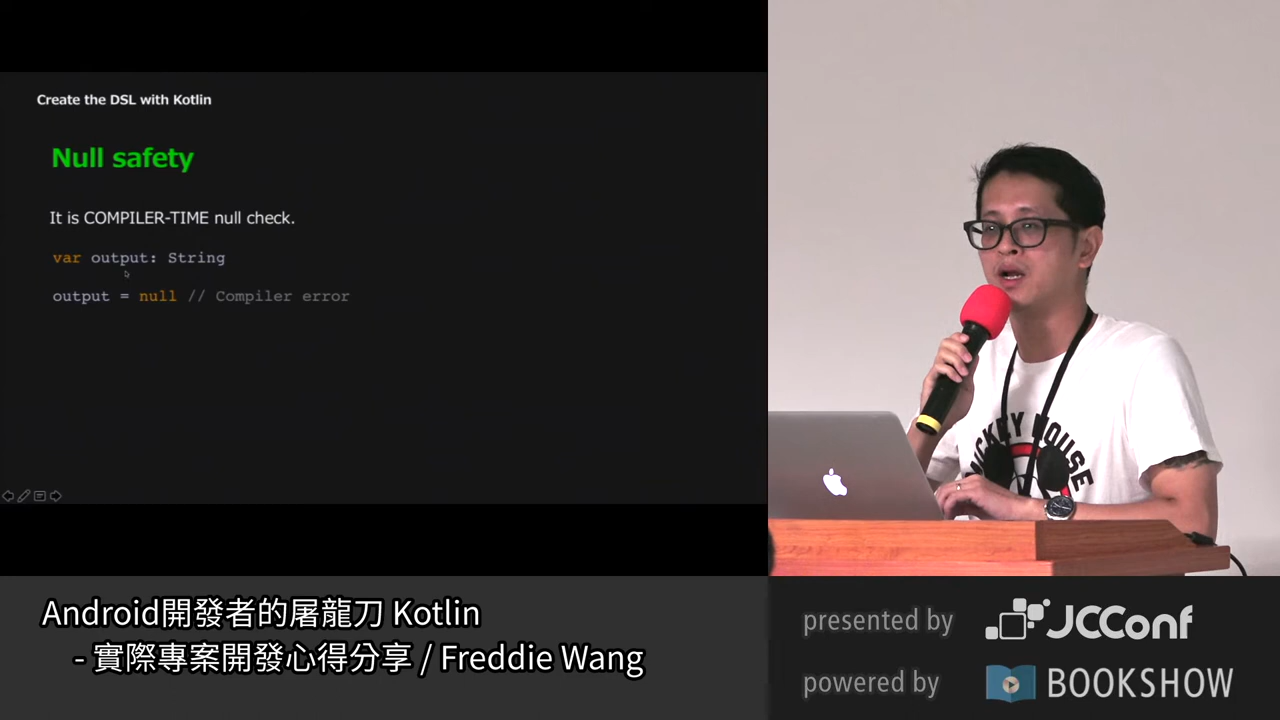 Create the DSL with Kotlin
Null safety
It is COMPILER-TIME null check.
var output: String
output = null // Compiler error
MICKEY MOUSE
Android開發者的屠龍刀 Kotlin
- 實際專案開發心得分享 / Freddie Wang
presented by JCConf
powered by BOOKSHOW